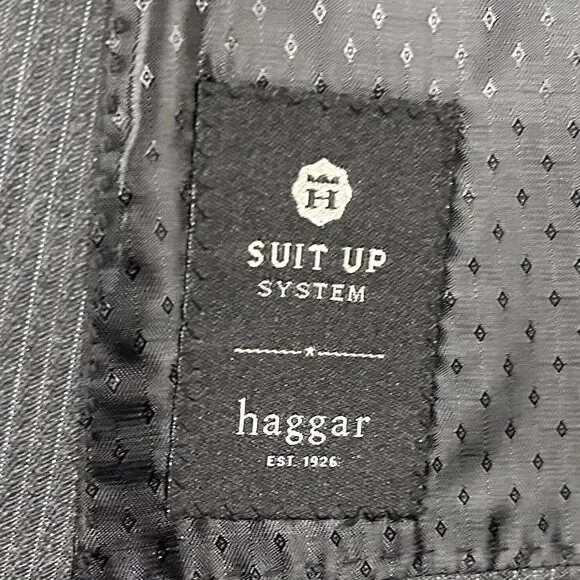 H
SUIT UP
SYSTEM
haggar
EST. 1926